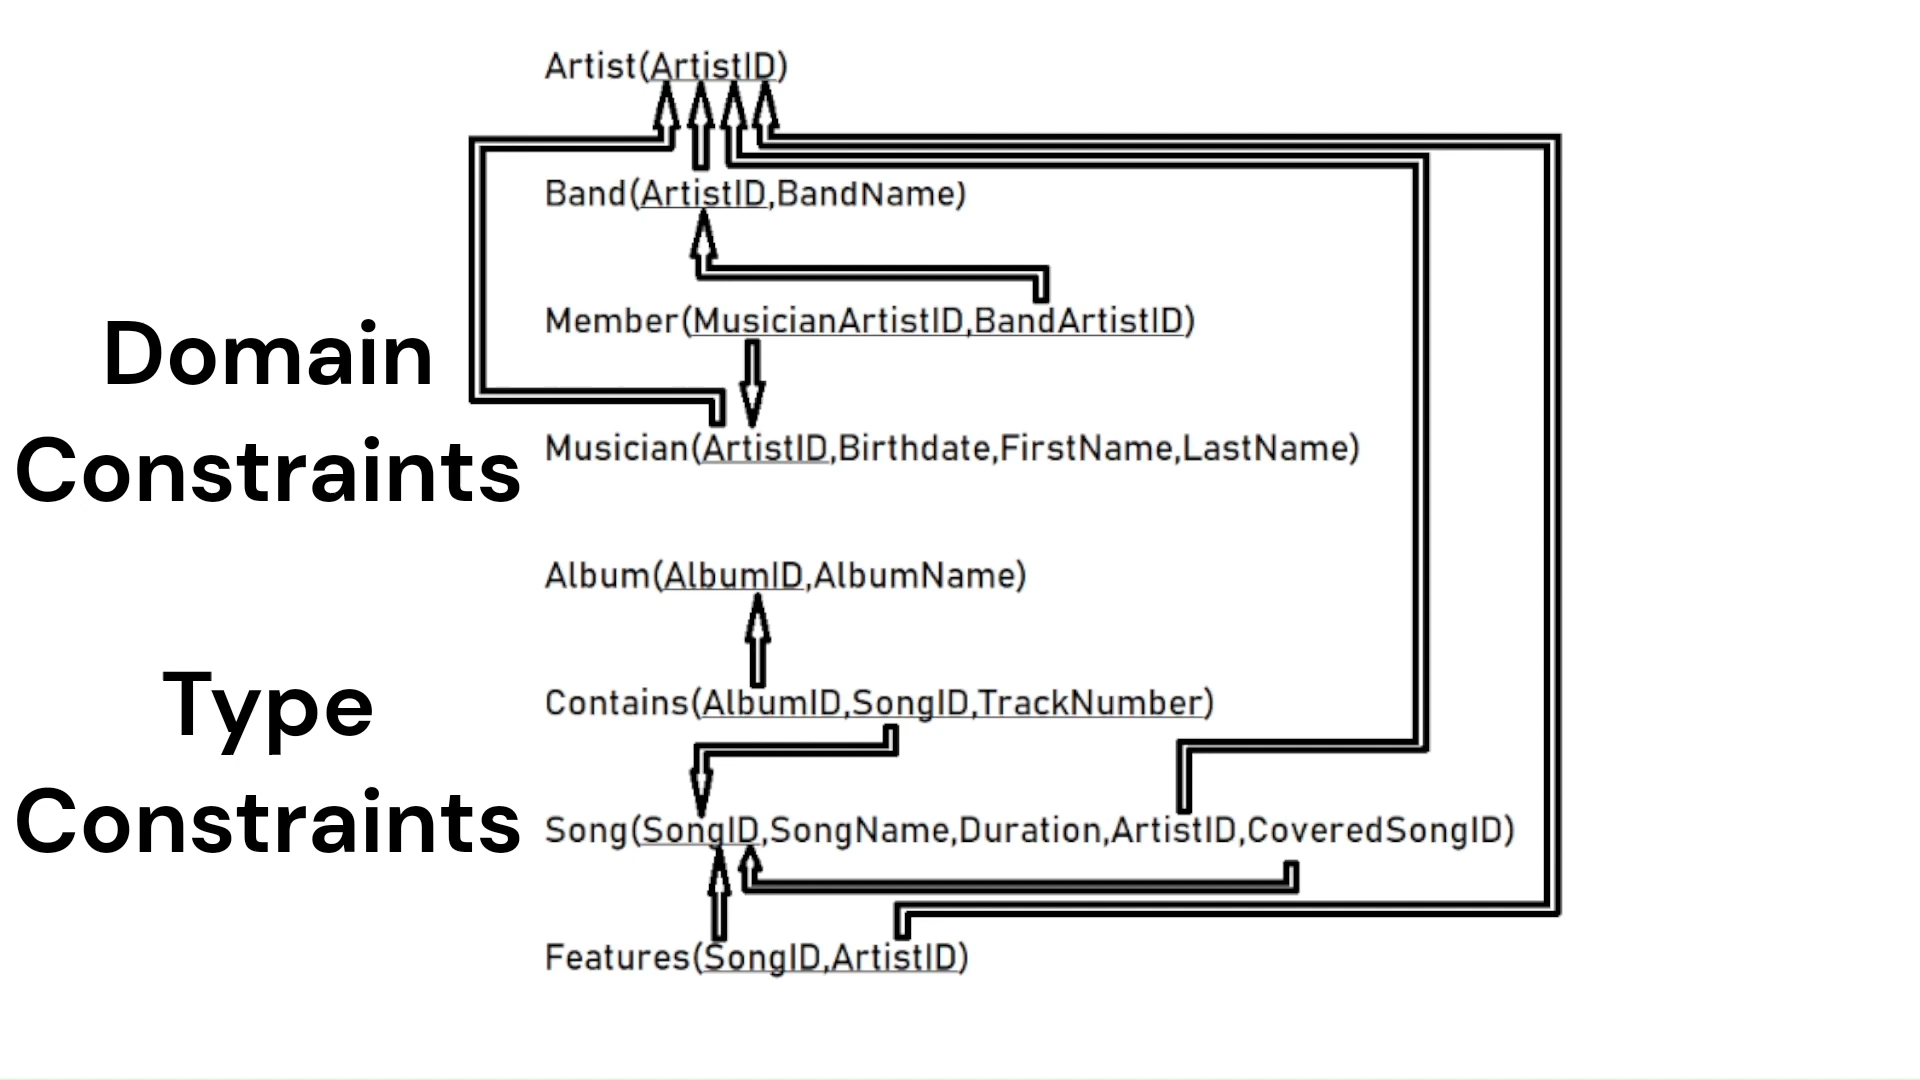 Artist(ArtistID)
Band(ArtistID,BandName)
Member(MusicianArtistID,BandArtistID)
Musician(ArtistID,Birthdate,FirstName,LastName)
Album(AlbumID,AlbumName)
Contains(AlbumID,SongID,TrackNumber)
Song(SongID,SongName,Duration,ArtistID,CoveredSongID)
Features(SongID,ArtistID)
Domain
Constraints
Type
Constraints